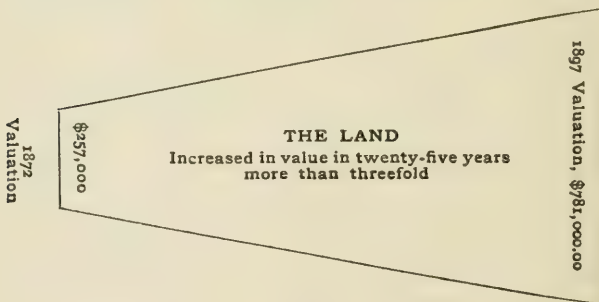 1872
Valuation
$257,000
THE LAND
Increased in value in twenty-five years
more than threefold
1897 Valuation, $781,000.00